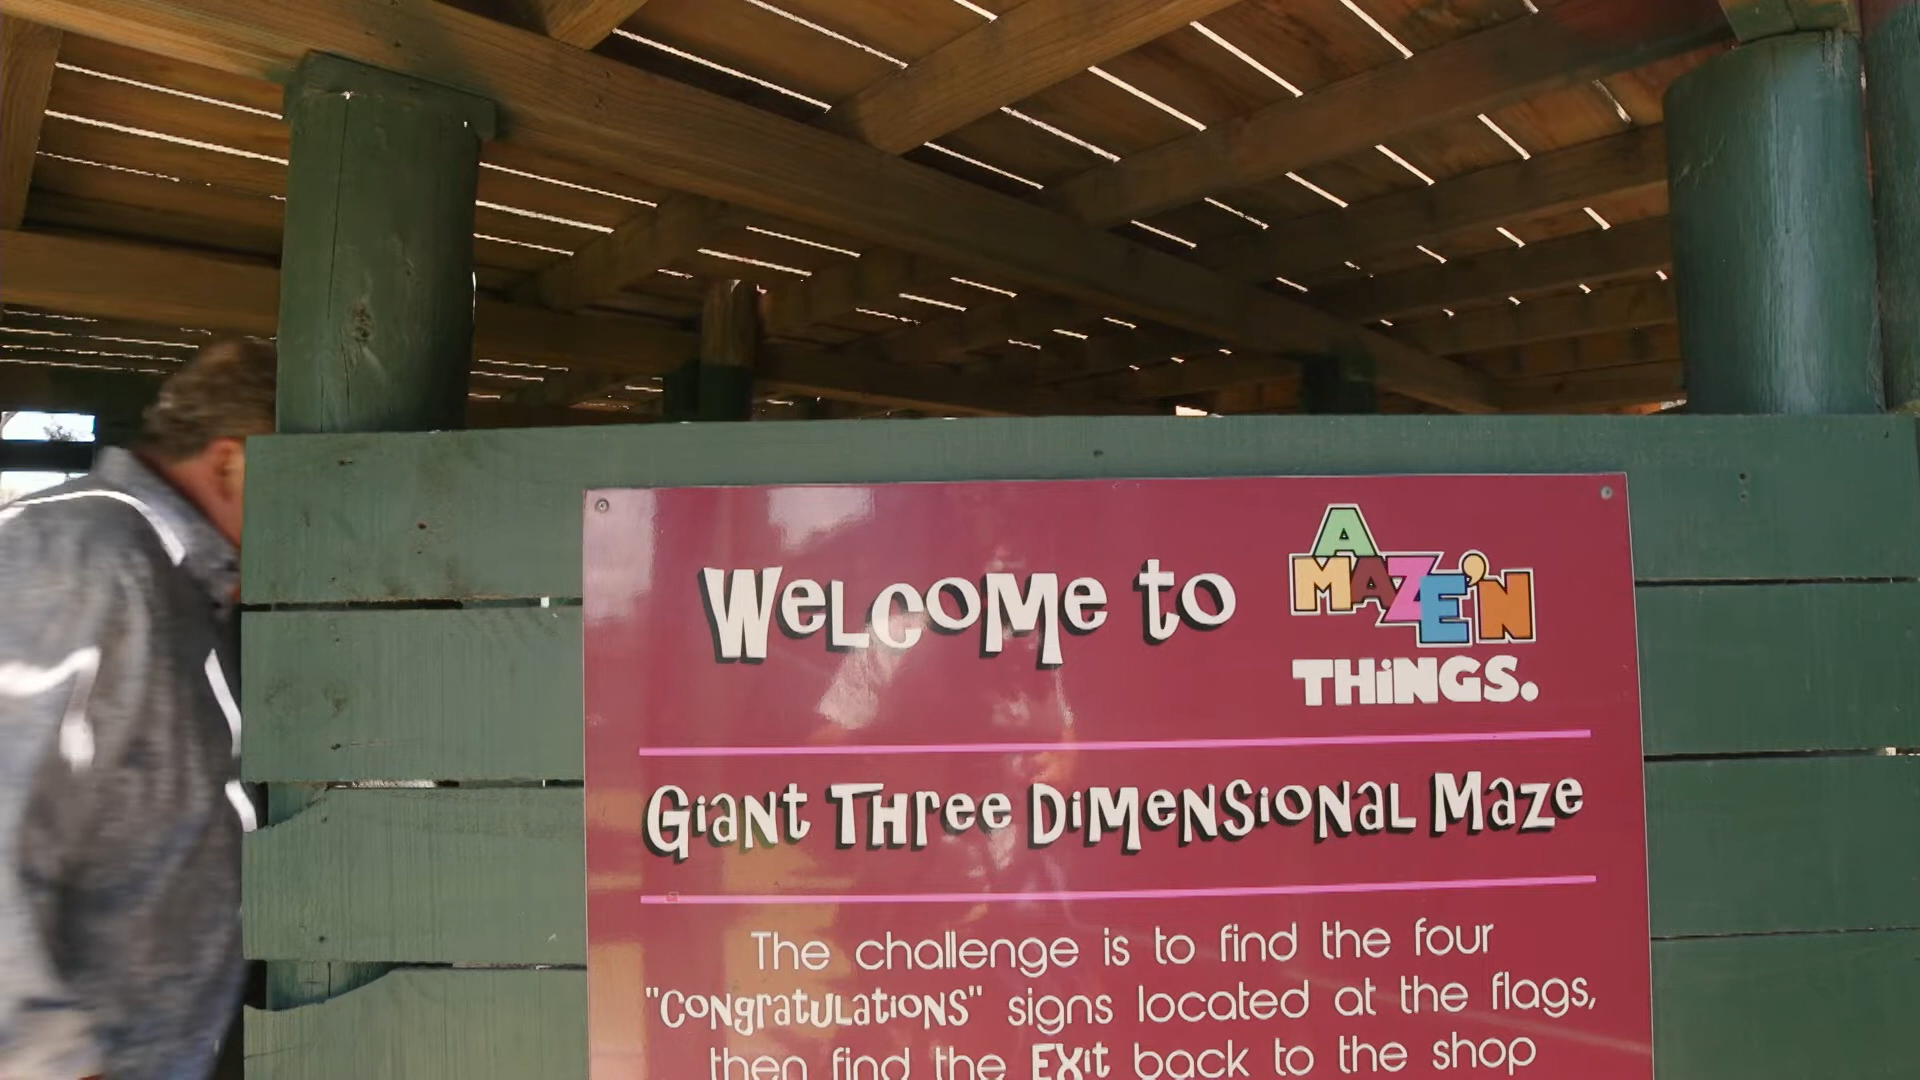 Welcome to
A MAZE'N THINGS.
Giant Three Dimensional Maze
The challenge is to find the four
"Congratulations" signs located at the flags,
then find the Exit back to the shop